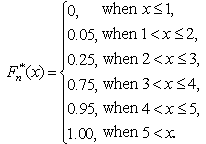 0, when x ≤ 1,
0.05, when 1 < x ≤ 2,
0.25, when 2 < x ≤ 3,
F*ₙ(x) = { 0.75, when 3 < x ≤ 4,
0.95, when 4 < x ≤ 5,
1.00, when 5 < x.